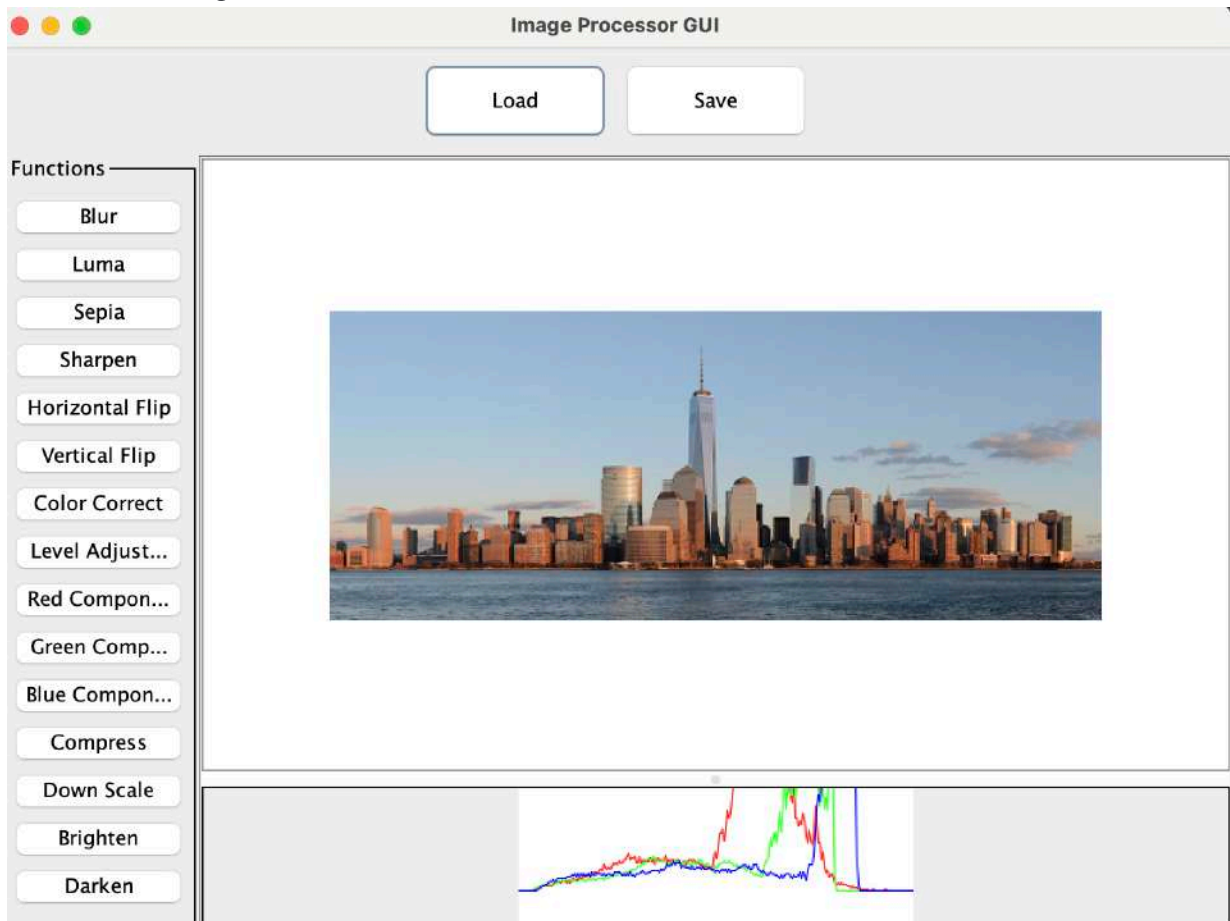 Image Processor GUI
Load
Save
Functions
Blur
Luma
Sepia
Sharpen
Horizontal Flip
Vertical Flip
Color Correct
Level Adjust...
Red Compon...
Green Comp...
Blue Compon...
Compress
Down Scale
Brighten
Darken